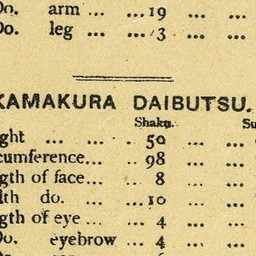 Do. arm ... ...19 ... ...
Do. leg ... ... 3 ... ...
KAMAKURA DAIBUTSU.
Shaku. Su
ght ... ... .. 50 ... ...
cumference... .. 98 ... ...
gth of face... .. 8 ... ...
dth do. ... .. 10 ... ...
gth of eye ... .. 4 ... ...
Do. eyebrow .. 4 ... ...